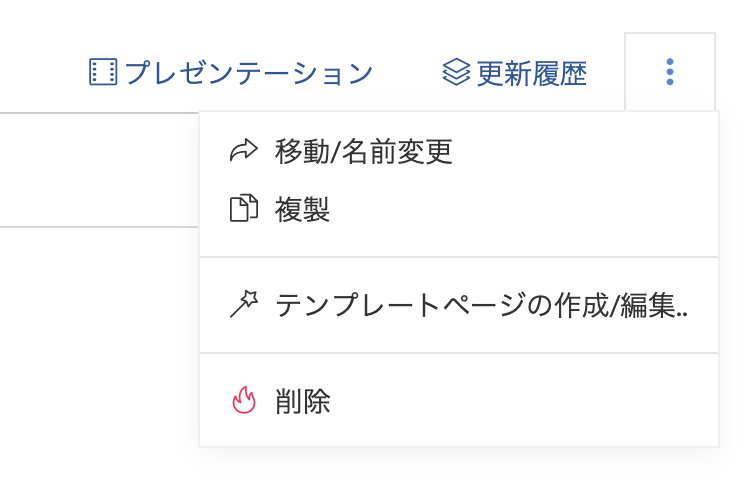 プレゼンテーション 更新履歴
移動/名前変更
複製
テンプレートページの作成/編集..
削除